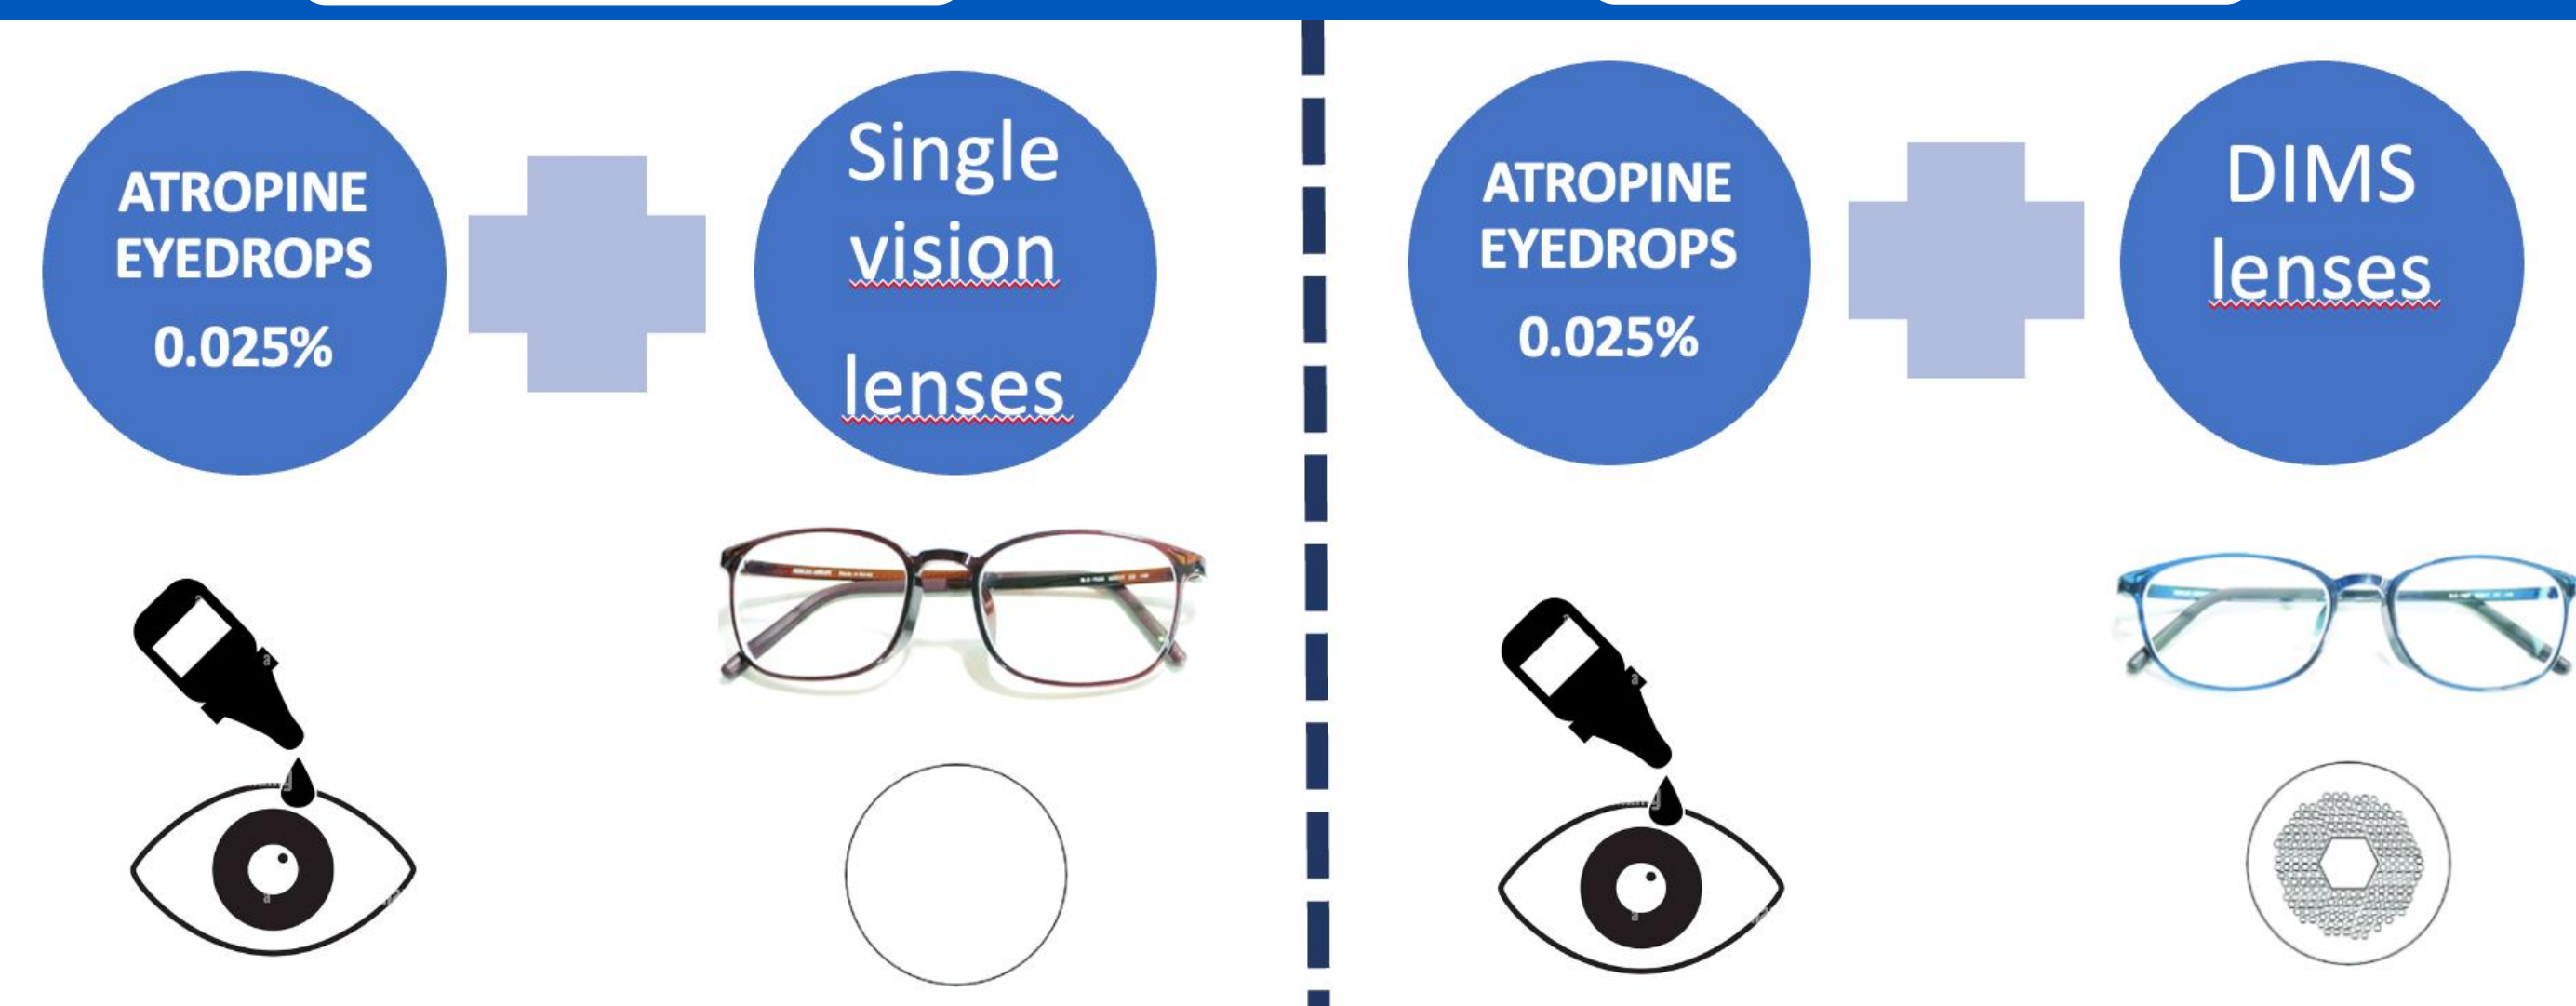 ATROPINE
EYEDROPS
0.025%
Single
vision
lenses
ATROPINE
EYEDROPS
0.025%
DIMS
lenses
a
a
a
a
a
a